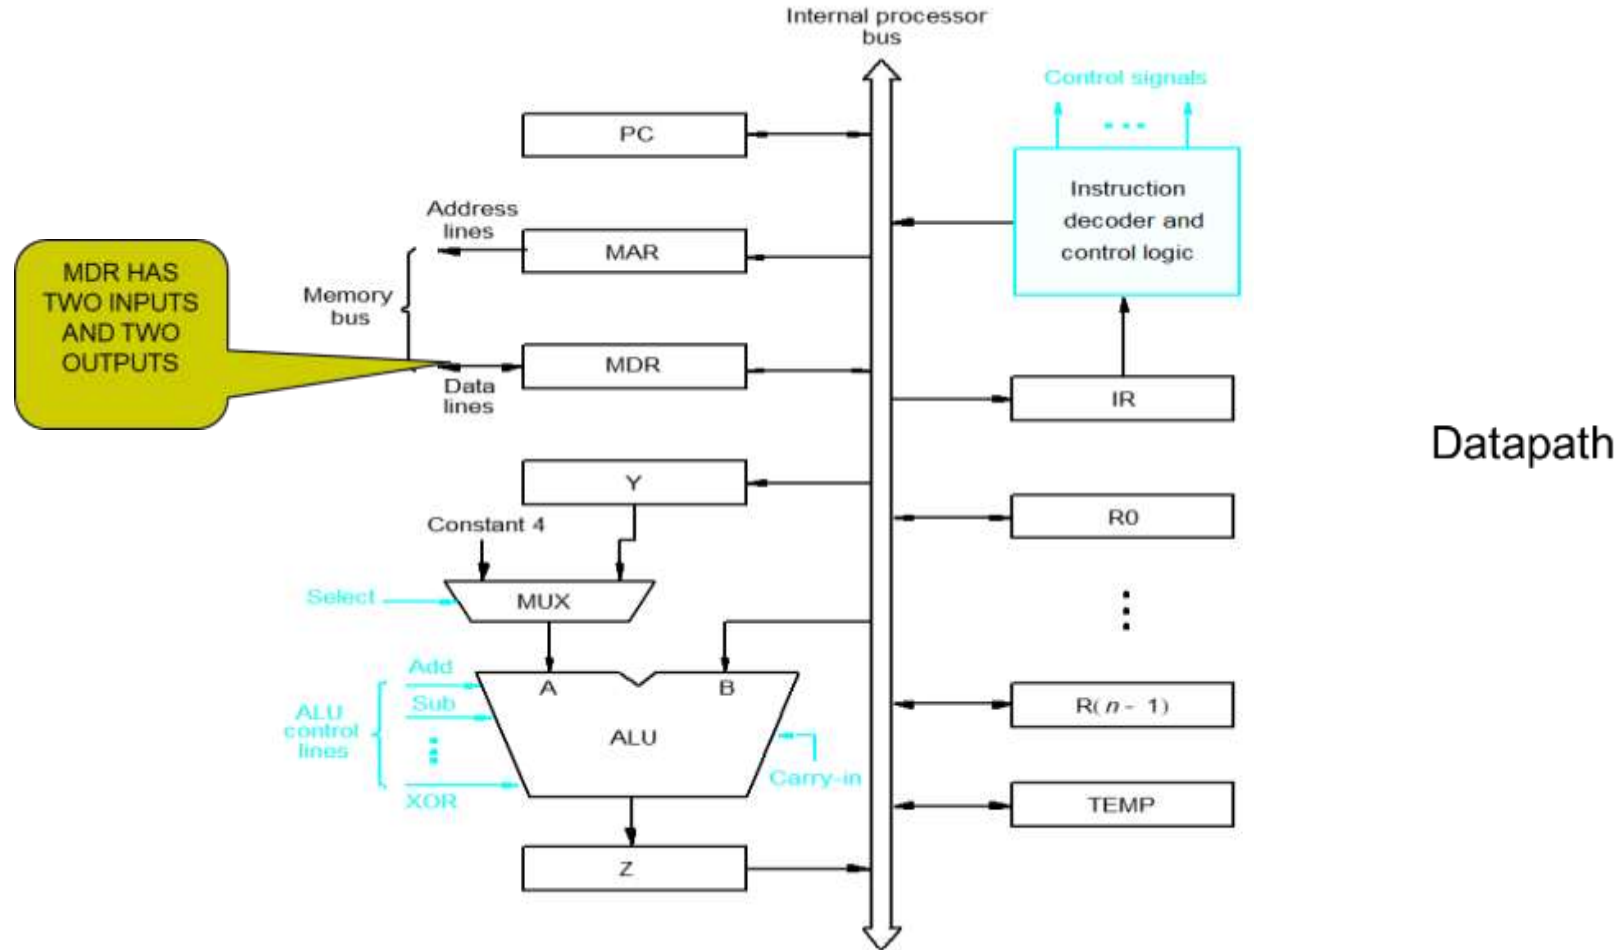 Internal processor
bus
Control signals
PC
Instruction
decoder and
control logic
Address
lines
MAR
MDR HAS
TWO INPUTS
AND TWO
OUTPUTS
Memory
bus
MDR
Data
lines
IR
Datapath
Y
Constant 4
R0
Select
MUX
Add
A
B
R(n - 1)
Sub
ALU
control
lines
ALU
Carry-in
XOR
TEMP
Z